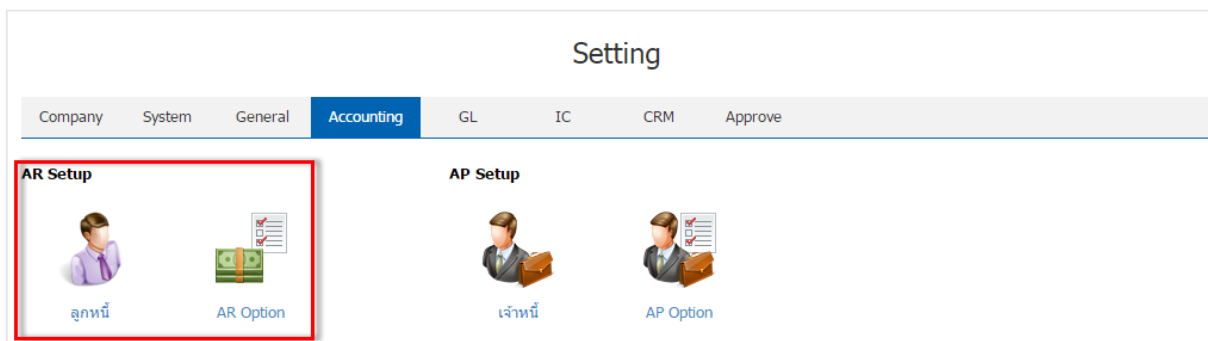 Setting
Company System General Accounting GL IC CRM Approve
AR Setup AP Setup
ลูกหนี้ AR Option เจ้าหนี้ AP Option